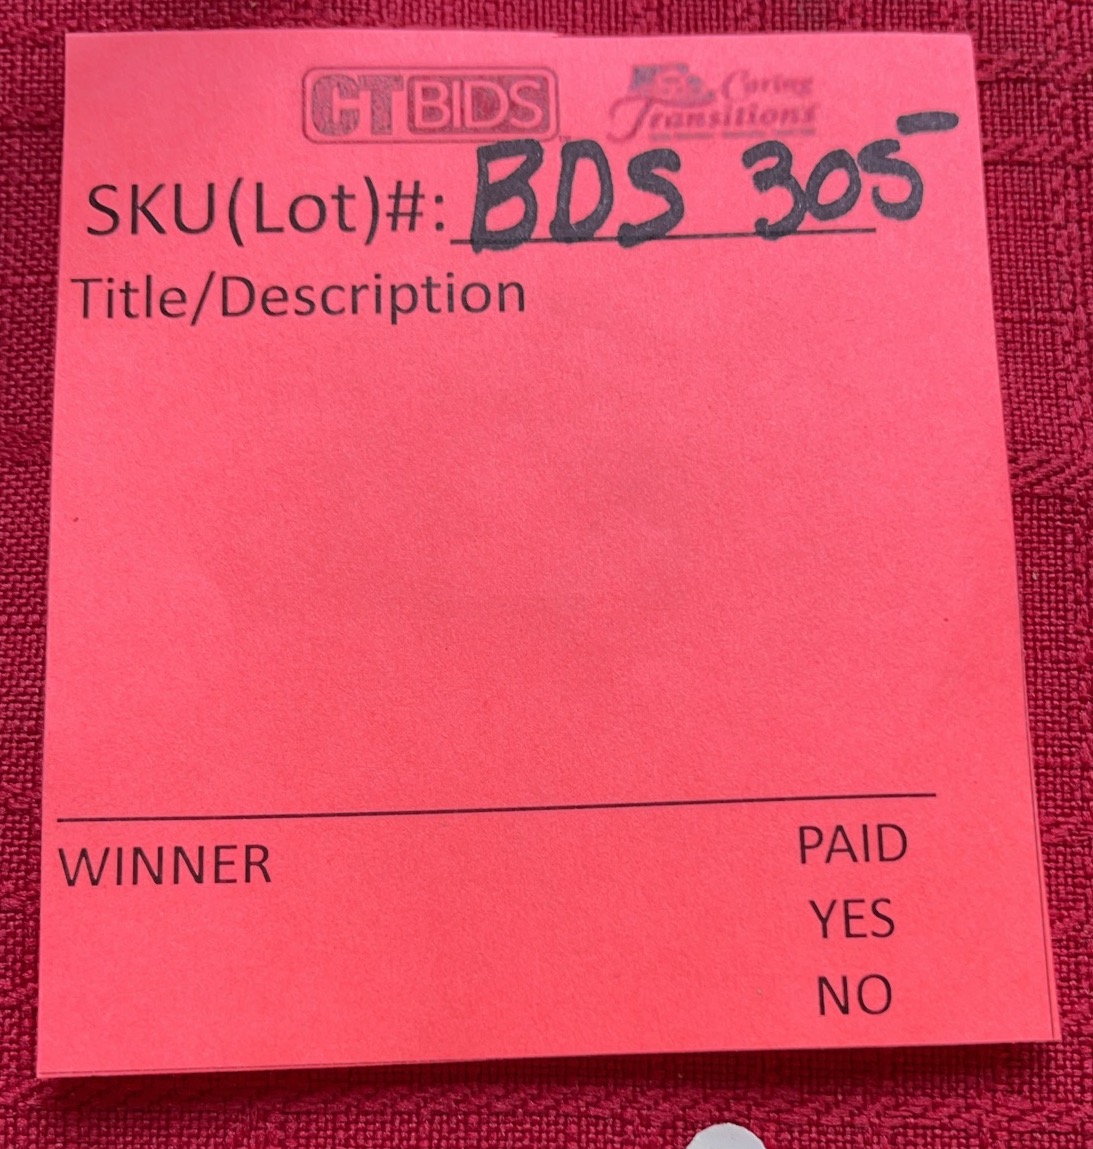 CTBIDS Caring Transitions
SKU(Lot)#: BDS 305
Title/Description
WINNER PAID
YES
NO